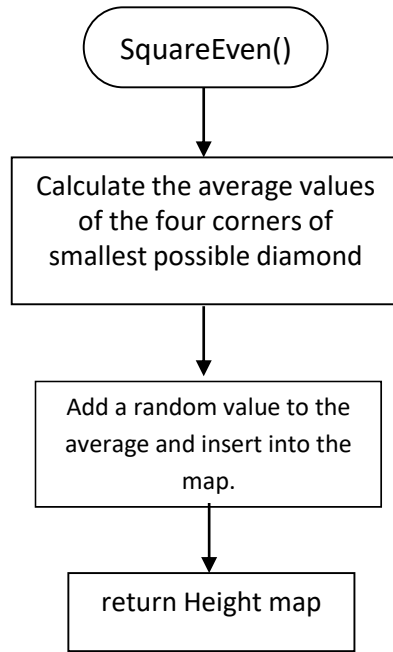 SquareEven()
Calculate the average values
of the four corners of
smallest possible diamond
Add a random value to the
average and insert into the
map.
return Height map